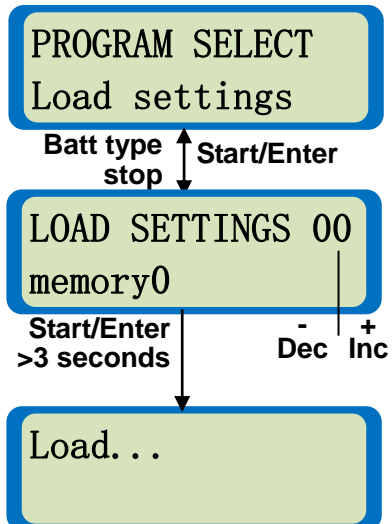 PROGRAM SELECT
Load settings
Batt type
stop
Start/Enter
LOAD SETTINGS 00
memory0
Start/Enter
>3 seconds
- +
Dec Inc
Load...